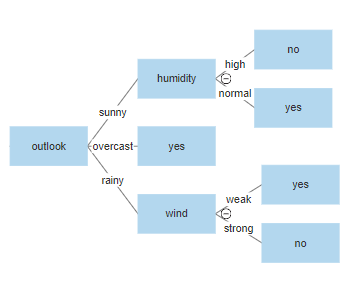 no
high
humidity
normal
yes
sunny
outlook
overcast
yes
rainy
yes
weak
wind
strong
no